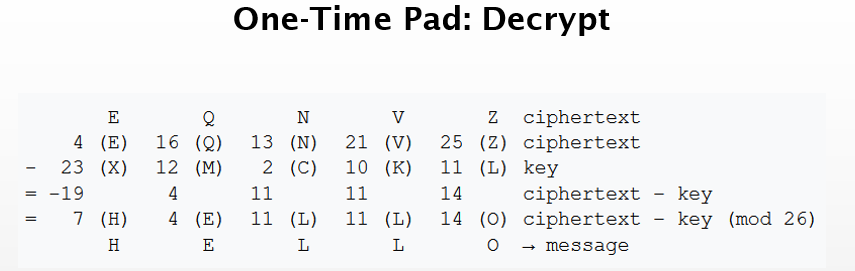 One-Time Pad: Decrypt
E Q N V Z ciphertext
4 (E) 16 (Q) 13 (N) 21 (V) 25 (Z) ciphertext
- 23 (X) 12 (M) 2 (C) 10 (K) 11 (L) key
= -19 4 11 11 14 ciphertext - key
= 7 (H) 4 (E) 11 (L) 11 (L) 14 (O) ciphertext - key (mod 26)
H E L L O → message